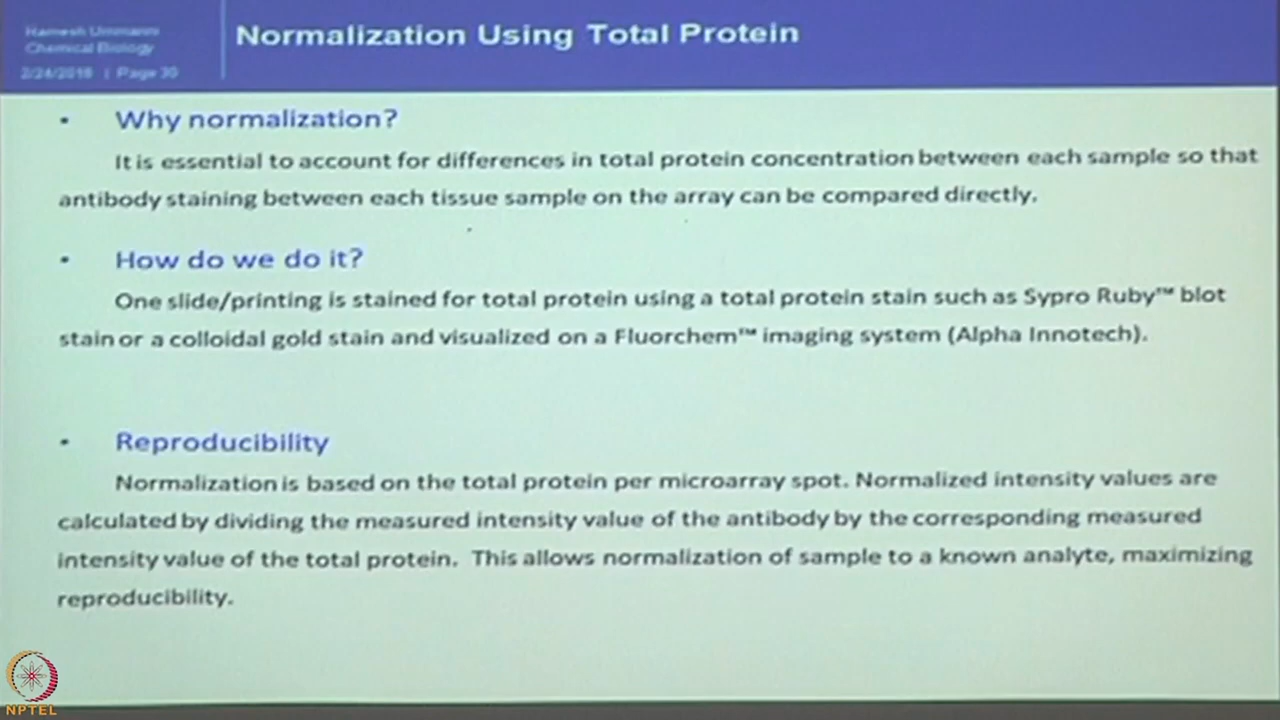 Ramesh Ummanni
Chemical Biology
2/24/2018 | Page 30
Normalization Using Total Protein
• Why normalization?
It is essential to account for differences in total protein concentration between each sample so that
antibody staining between each tissue sample on the array can be compared directly.
• How do we do it?
One slide/printing is stained for total protein using a total protein stain such as Sypro Ruby™ blot
stain or a colloidal gold stain and visualized on a Fluorchem™ imaging system (Alpha Innotech).
• Reproducibility
Normalization is based on the total protein per microarray spot. Normalized intensity values are
calculated by dividing the measured intensity value of the antibody by the corresponding measured
intensity value of the total protein. This allows normalization of sample to a known analyte, maximizing
reproducibility.
NPTEL